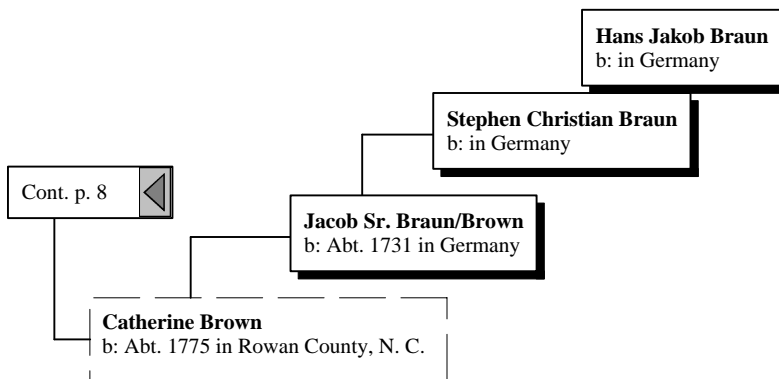 Hans Jakob Braun
b: in Germany
Stephen Christian Braun
b: in Germany
Cont. p. 8
Jacob Sr. Braun/Brown
b: Abt. 1731 in Germany
Catherine Brown
b: Abt. 1775 in Rowan County, N. C.